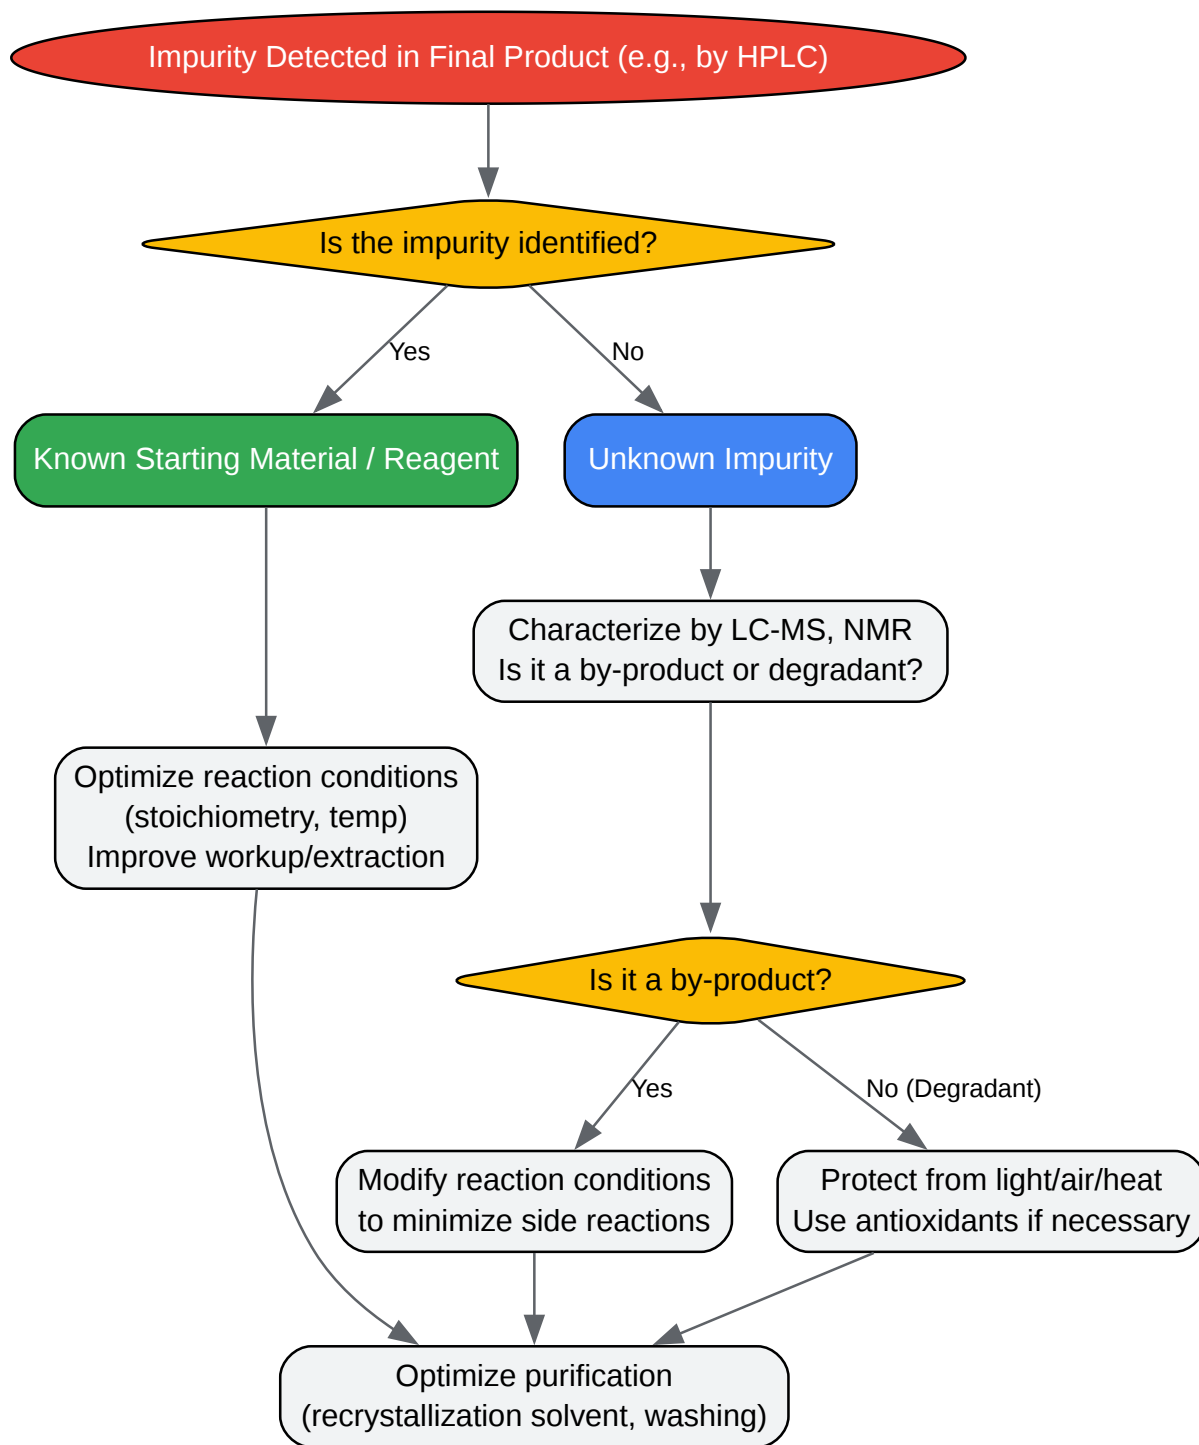 Impurity Detected in Final Product (e.g., by HPLC)
Is the impurity identified?
Yes
No
Known Starting Material / Reagent
Unknown Impurity
Characterize by LC-MS, NMR
Is it a by-product or degradant?
Optimize reaction conditions
(stoichiometry, temp)
Improve workup/extraction
Is it a by-product?
Yes
No (Degradant)
Modify reaction conditions
to minimize side reactions
Protect from light/air/heat
Use antioxidants if necessary
Optimize purification
(recrystallization solvent, washing)